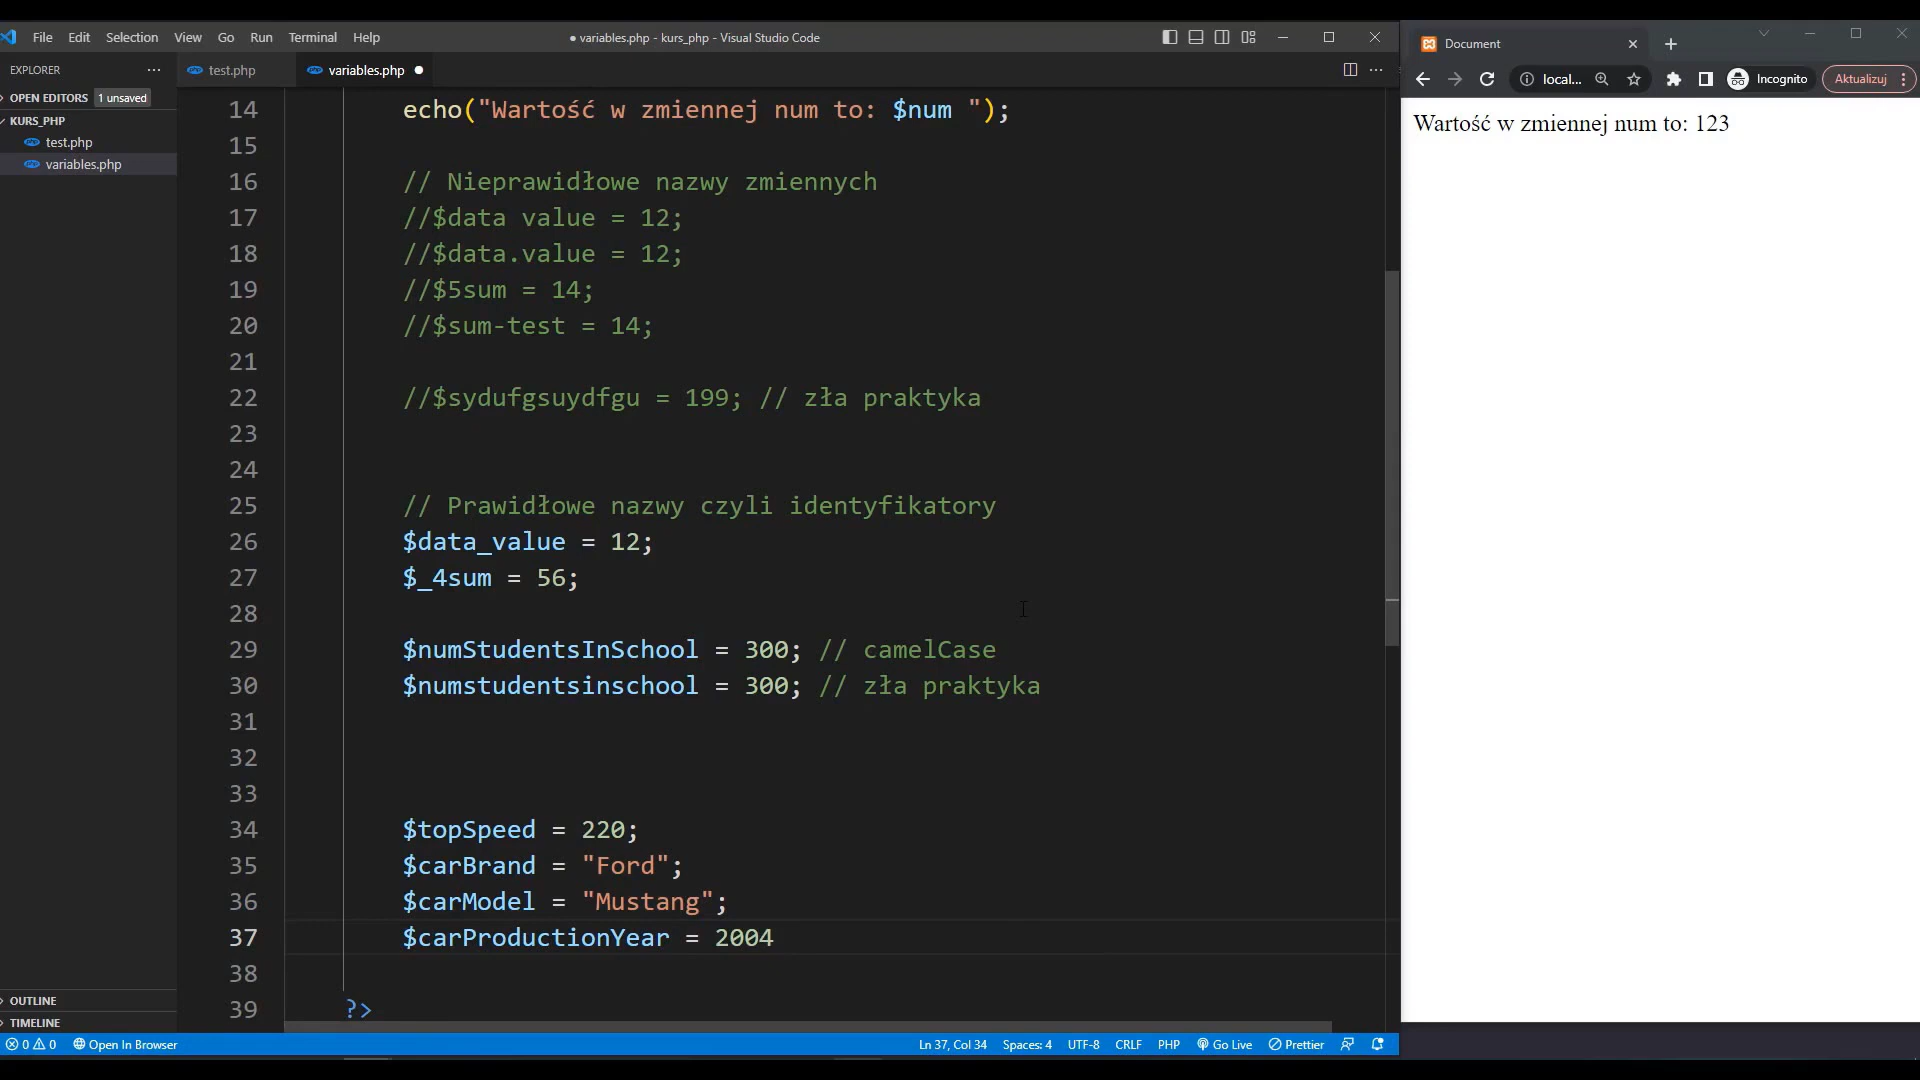 File Edit Selection View Go Run Terminal Help
● variables.php - kurs_php - Visual Studio Code
EXPLORER
test.php
variables.php
OPEN EDITORS 1 unsaved
KURS_PHP
test.php
variables.php
14 echo("Wartość w zmiennej num to: $num ");
15
16 // Nieprawidłowe nazwy zmiennych
17 //$data value = 12;
18 //$data.value = 12;
19 //$5sum = 14;
20 //$sum-test = 14;
21
22 //$sydufgsuydfgu = 199; // zła praktyka
23
24
25 // Prawidłowe nazwy czyli identyfikatory
26 $data_value = 12;
27 $_4sum = 56;
28
29 $numStudentsInSchool = 300; // camelCase
30 $numstudentsinschool = 300; // zła praktyka
31
32
33
34 $topSpeed = 220;
35 $carBrand = "Ford";
36 $carModel = "Mustang";
37 $carProductionYear = 2004
38
39 ?>
OUTLINE
TIMELINE
0 0 Open In Browser
Ln 37, Col 34 Spaces: 4 UTF-8 CRLF PHP Go Live Prettier
Document
local... Incognito Aktualizuj
Wartość w zmiennej num to: 123